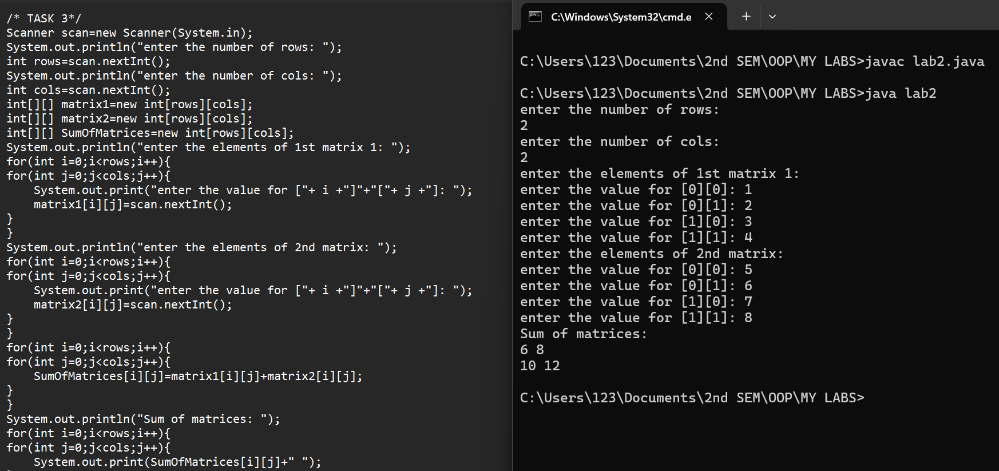 /* TASK 3*/
Scanner scan=new Scanner(System.in);
System.out.println("enter the number of rows: ");
int rows=scan.nextInt();
System.out.println("enter the number of cols: ");
int cols=scan.nextInt();
int[][] matrix1=new int[rows][cols];
int[][] matrix2=new int[rows][cols];
int[][] SumOfMatrices=new int[rows][cols];
System.out.println("enter the elements of 1st matrix 1: ");
for(int i=0;i<rows;i++){
for(int j=0;j<cols;j++){
    System.out.print("enter the value for ["+ i +"]"+"["+ j +"]: ");
    matrix1[i][j]=scan.nextInt();
}
}
System.out.println("enter the elements of 2nd matrix: ");
for(int i=0;i<rows;i++){
for(int j=0;j<cols;j++){
    System.out.print("enter the value for ["+ i +"]"+"["+ j +"]: ");
    matrix2[i][j]=scan.nextInt();
}
}
for(int i=0;i<rows;i++){
for(int j=0;j<cols;j++){
    SumOfMatrices[i][j]=matrix1[i][j]+matrix2[i][j];
}
}
System.out.println("Sum of matrices: ");
for(int i=0;i<rows;i++){
for(int j=0;j<cols;j++){
    System.out.print(SumOfMatrices[i][j]+" ");
C:\Windows\System32\cmd.e
C:\Users\123\Documents\2nd SEM\OOP\MY LABS>javac lab2.java
C:\Users\123\Documents\2nd SEM\OOP\MY LABS>java lab2
enter the number of rows:
2
enter the number of cols:
2
enter the elements of 1st matrix 1:
enter the value for [0][0]: 1
enter the value for [0][1]: 2
enter the value for [1][0]: 3
enter the value for [1][1]: 4
enter the elements of 2nd matrix:
enter the value for [0][0]: 5
enter the value for [0][1]: 6
enter the value for [1][0]: 7
enter the value for [1][1]: 8
Sum of matrices:
6 8
10 12
C:\Users\123\Documents\2nd SEM\OOP\MY LABS>